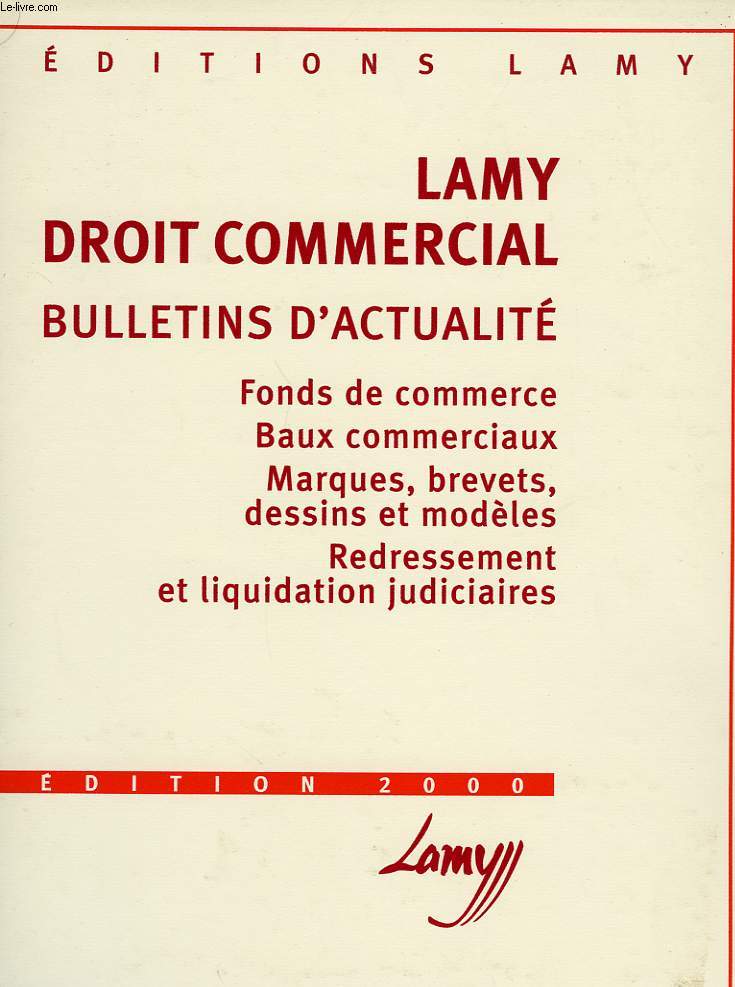 Le-livre.com
ÉDITIONS LAMY
LAMY
DROIT COMMERCIAL
BULLETINS D'ACTUALITÉ
Fonds de commerce
Baux commerciaux
Marques, brevets,
dessins et modèles
Redressement
et liquidation judiciaires
ÉDITION 2000
Lamy